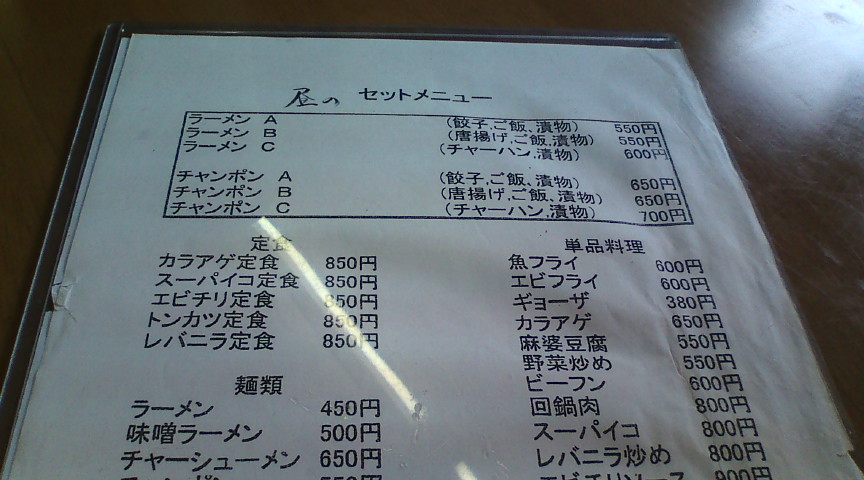 昼の セットメニュー
ラーメン A (餃子,ご飯、漬物) 550円
ラーメン B (唐揚げ,ご飯、漬物) 550円
ラーメン C (チャーハン,漬物) 600円
チャンポン A (餃子,ご飯、漬物) 650円
チャンポン B (唐揚げ,ご飯、漬物) 650円
チャンポン C (チャーハン,漬物) 700円
定食
カラアゲ定食 850円
スーパイコ定食 850円
エビチリ定食 850円
トンカツ定食 850円
レバニラ定食 850円
麺類
ラーメン 450円
味噌ラーメン 500円
チャーシューメン 650円
単品料理
魚フライ 600円
エビフライ 600円
ギョーザ 380円
カラアゲ 650円
麻婆豆腐 550円
野菜炒め 550円
ビーフン 600円
回鍋肉 800円
スーパイコ 800円
レバニラ炒め 800円
エビチリソース